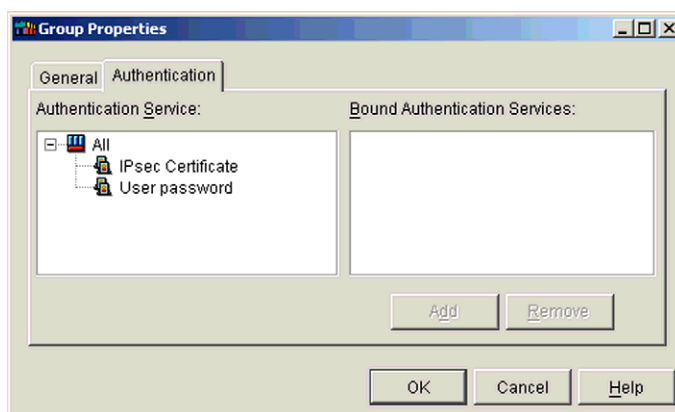 Group Properties
General
Authentication
Authentication Service:
Bound Authentication Services:
All
IPsec Certificate
User password
Add
Remove
OK
Cancel
Help